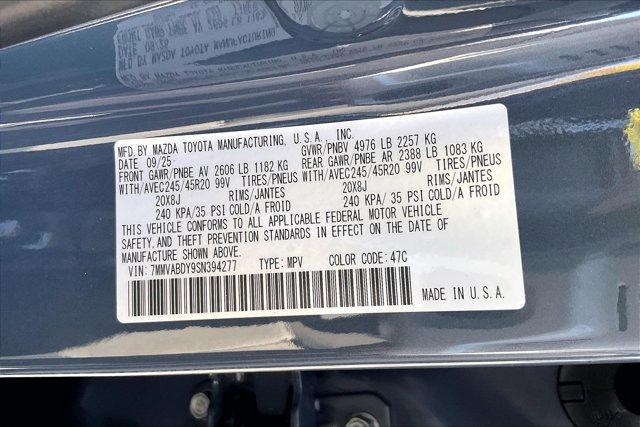 MFD.BY MAZDA TOYOTA MANUFACTURING, U.S.A., INC.
DATE 09/25 GVWR/PNBV 4976 LB 2257 KG
FRONT GAWR/PNBE AV 2606 LB 1182 KG REAR GAWR/PNBE AR 2388 LB 1083 KG
WITH/AVEC245/45R20 99V TIRES/PNEUS WITH/AVEC245/45R20 99V TIRES/PNEUS
20X8J RIMS/JANTES 20X8J RIMS/JANTES
240 KPA/35 PSI COLD/A FROID 240 KPA/ 35 PSI COLD/A FROID
THIS VEHICLE CONFORMS TO ALL APPLICABLE FEDERAL MOTOR VEHICLE
SAFETY,AND THEFT PREVENTION STANDARDS IN EFFECT ON THE DATE OF
MANUFACTURE SHOWN ABOVE.
VIN: 7MMVABDY9SN394277 TYPE: MPV COLOR CODE: 47C
MADE IN U.S.A.